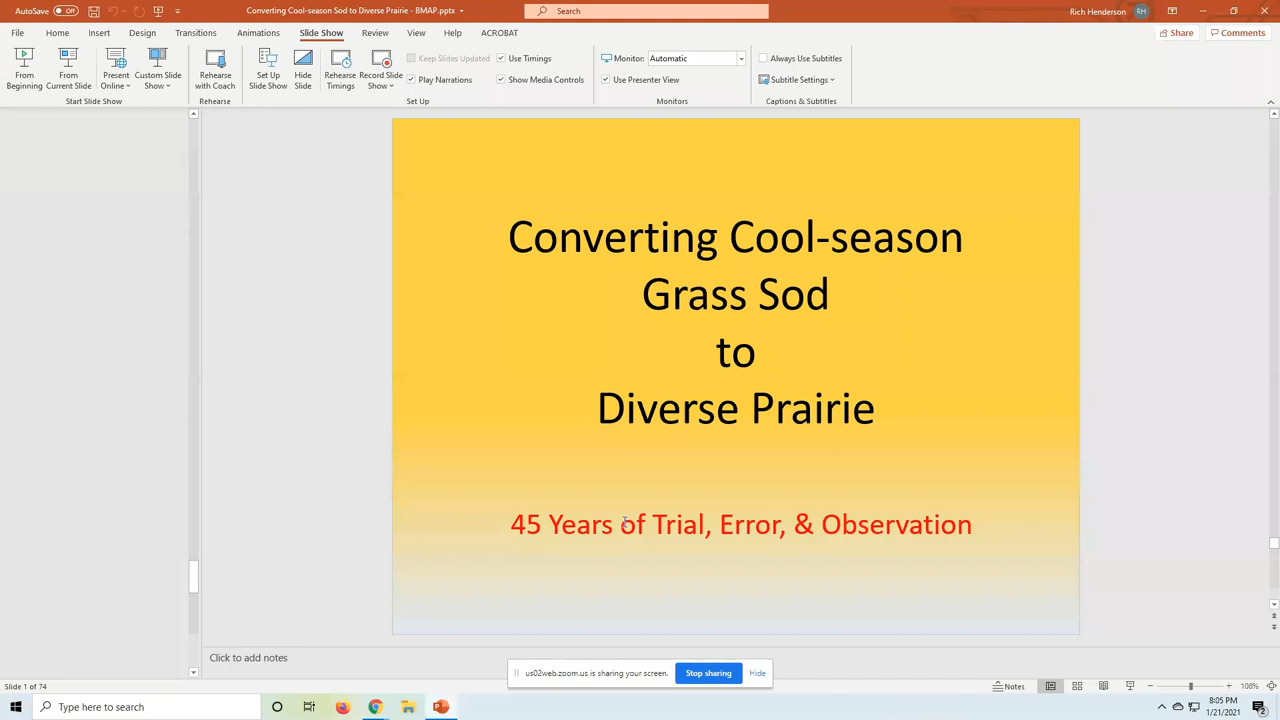 AutoSave Off Converting Cool-season Sod to Diverse Prairie - BMAP.pptx Search Rich Henderson RH
File Home Insert Design Transitions Animations Slide Show Review View Help ACROBAT Share Comments
From Beginning
From Current Slide
Present Online
Custom Slide Show
Start Slide Show
Rehearse with Coach
Rehearse
Set Up Slide Show
Hide Slide
Rehearse Timings
Record Slide Show
Keep Slides Updated
Play Narrations
Use Timings
Show Media Controls
Set Up
Monitor: Automatic
Use Presenter View
Monitors
Always Use Subtitles
Subtitle Settings
Captions & Subtitles
Converting Cool-season
Grass Sod
to
Diverse Prairie
45 Years of Trial, Error, & Observation
Click to add notes
us02web.zoom.us is sharing your screen. Stop sharing Hide
Slide 1 of 74 Notes 108%
Type here to search
8:05 PM
1/21/2021
2